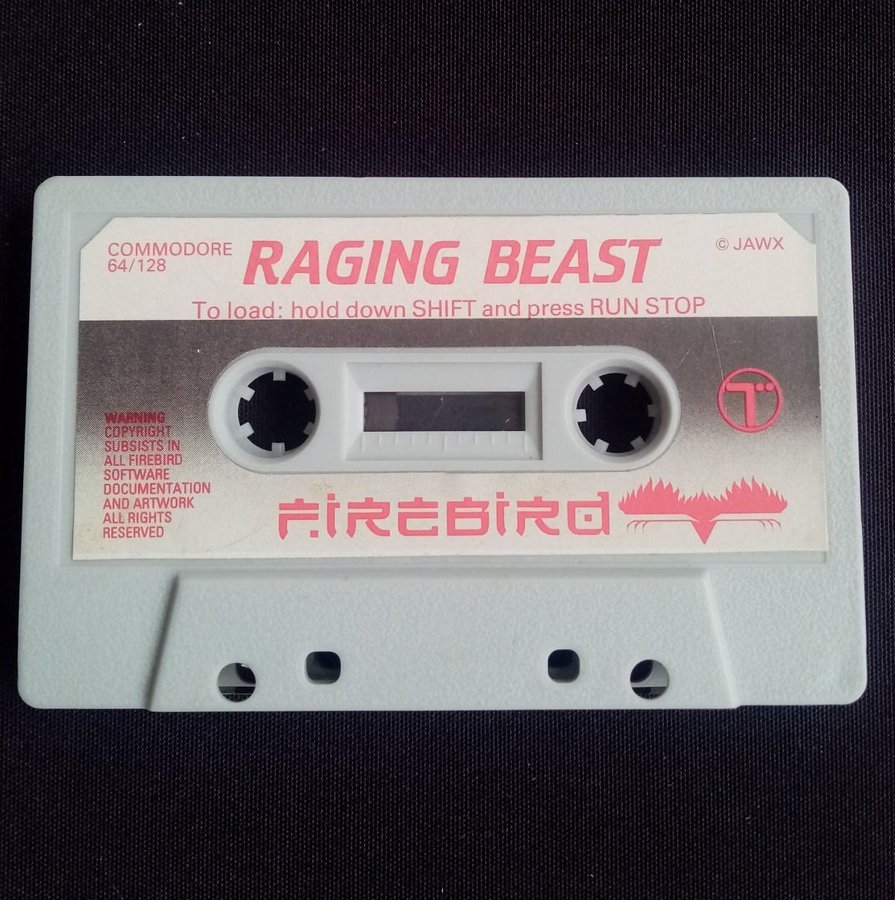 COMMODORE
64/128
RAGING BEAST
© JAWX
To load: hold down SHIFT and press RUN STOP
T
WARNING
COPYRIGHT
SUBSISTS IN
ALL FIREBIRD
SOFTWARE
DOCUMENTATION
AND ARTWORK
ALL RIGHTS
RESERVED
FIREBIRD